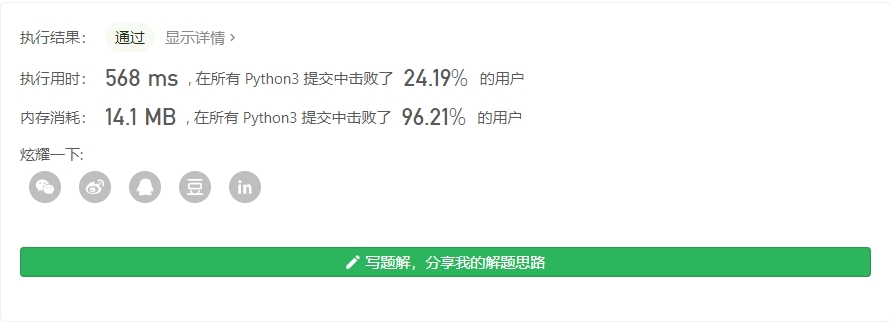 执行结果： 通过 显示详情 ›
执行用时： 568 ms , 在所有 Python3 提交中击败了 24.19% 的用户
内存消耗： 14.1 MB , 在所有 Python3 提交中击败了 96.21% 的用户
炫耀一下:
豆 in
写题解，分享我的解题思路